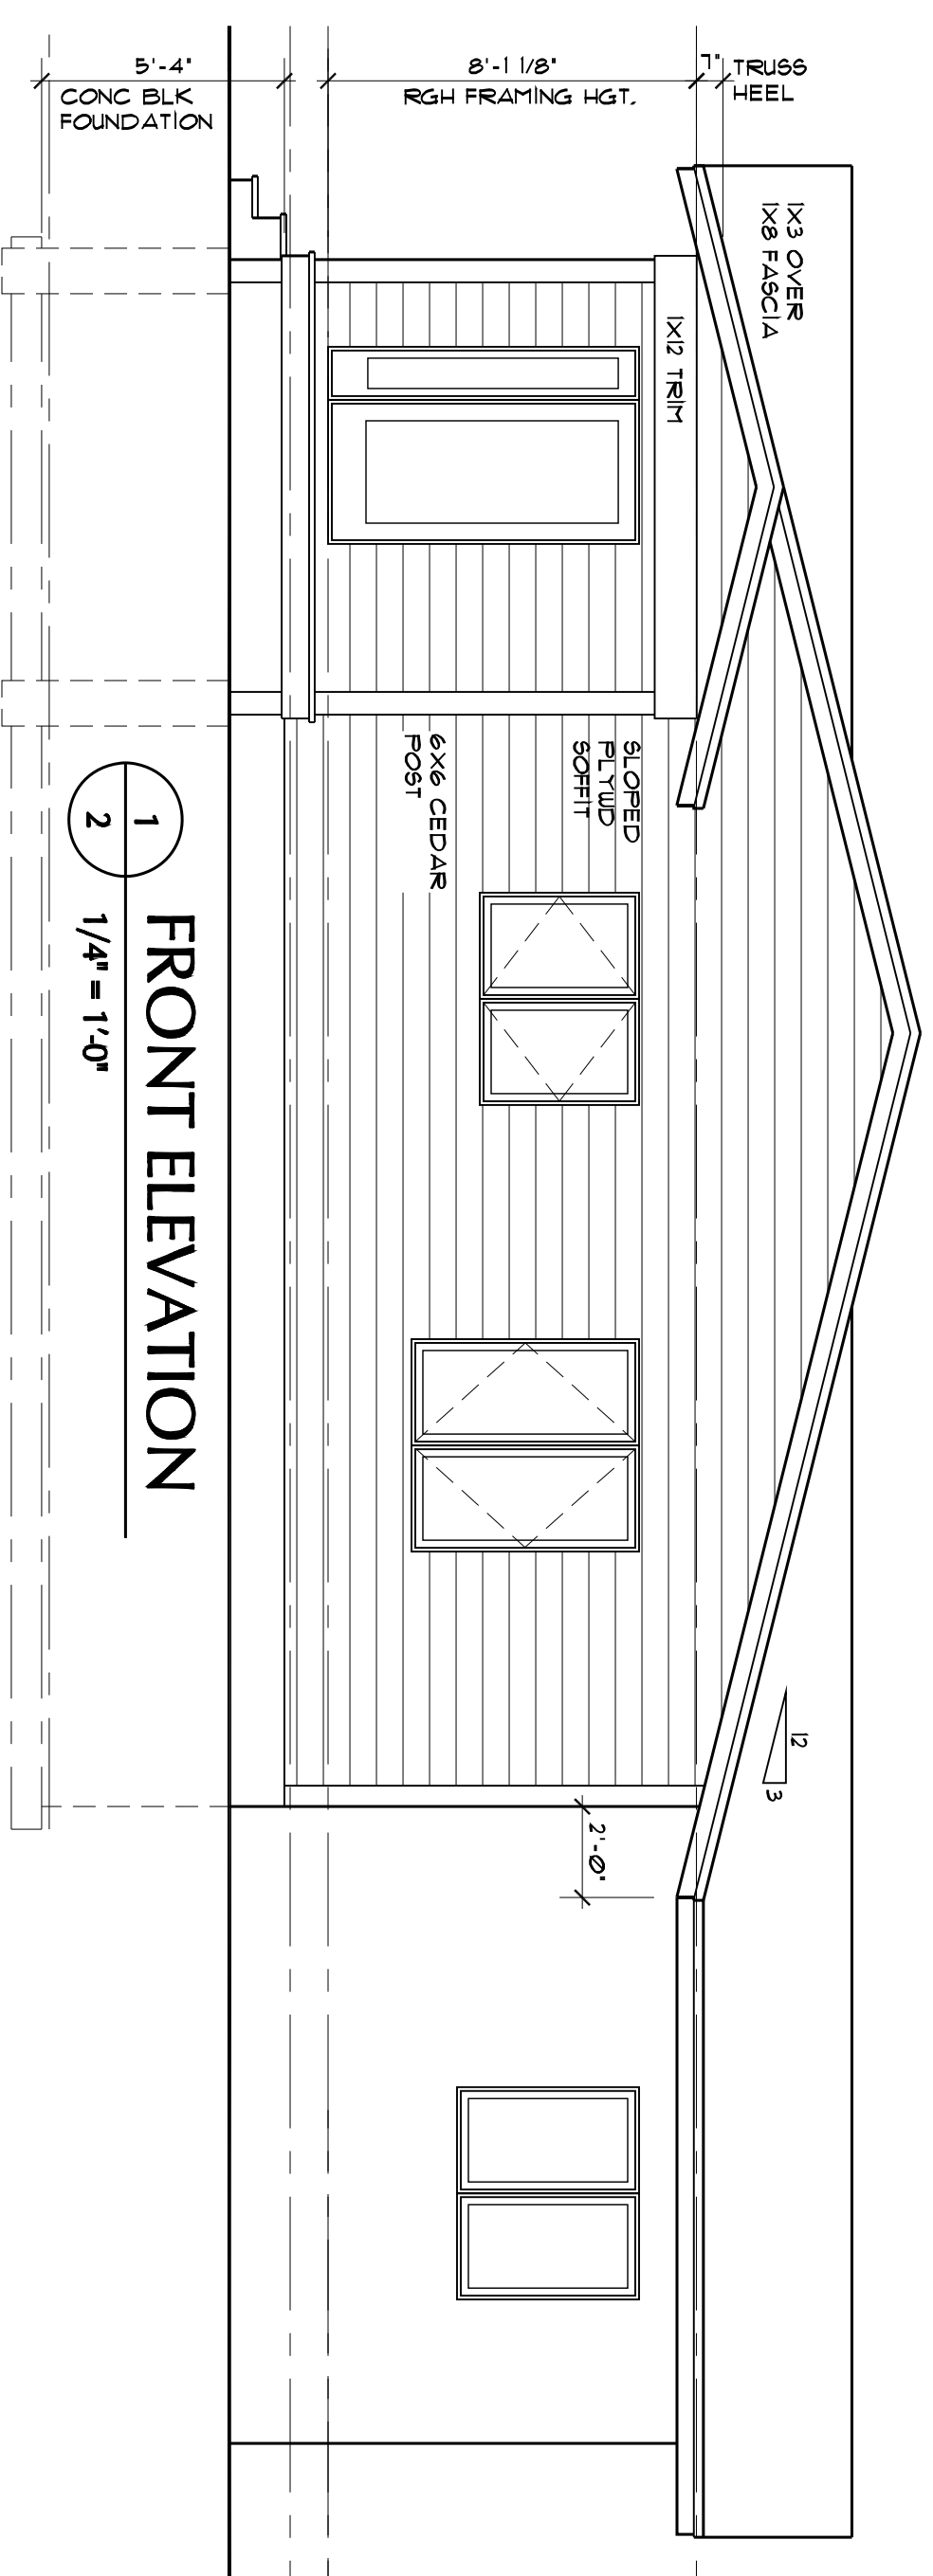 5'-4"
CONC BLK
FOUNDATION
8'-1 1/8"
RGH FRAMING HGT.
7"
TRUSS
HEEL
1X3 OVER
1X8 FASCIA
1X12 TRIM
SLOPED
PLYWD
SOFFIT
6X6 CEDAR
POST
12
3
2'-0"
1
2
FRONT ELEVATION
1/4" = 1'-0"